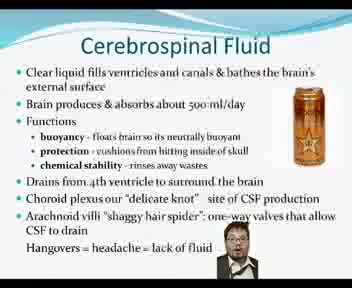 Cerebrospinal Fluid
• Clear liquid fills ventricles and canals & bathes the brain's
external surface
• Brain produces & absorbs about 500 ml/day
• Functions
• buoyancy - floats brain so its neutrally buoyant
• protection - cushions from hitting inside of skull
• chemical stability - rinses away wastes
• Drains from 4th ventricle to surround the brain
• Choroid plexus our "delicate knot" site of CSF production
• Arachnoid villi "shaggy hair spider": one-way valves that allow
CSF to drain
Hangovers = headache = lack of fluid